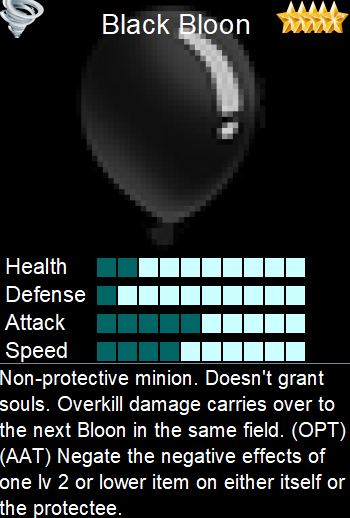 Black Bloon
Health
Defense
Attack
Speed
Non-protective minion. Doesn't grant
souls. Overkill damage carries over to
the next Bloon in the same field. (OPT)
(AAT) Negate the negative effects of
one lv 2 or lower item on either itself or
the protectee.